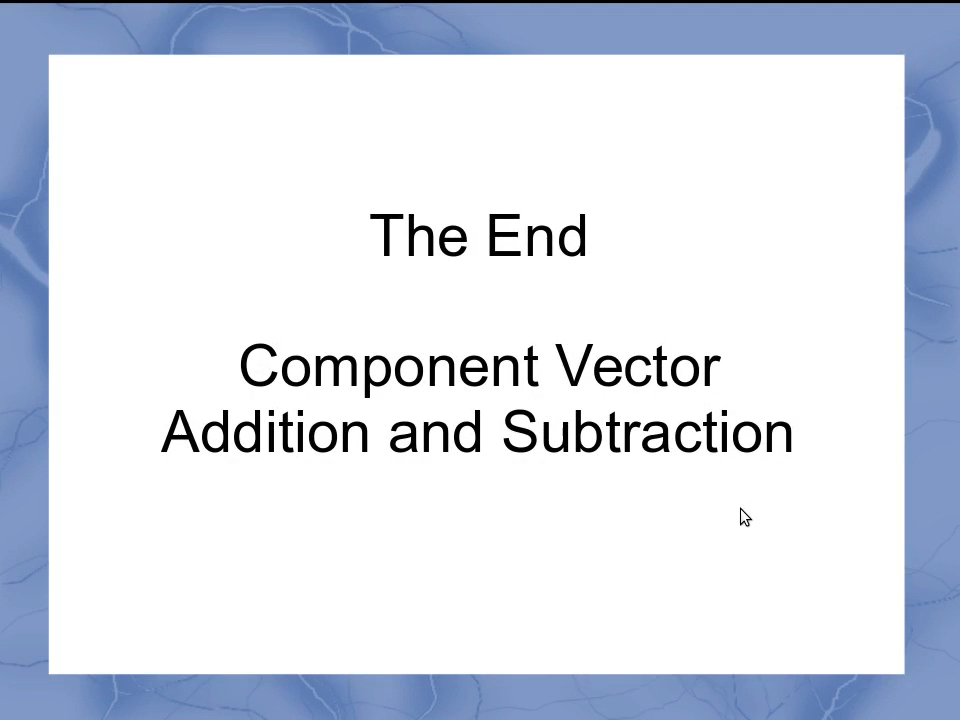 The End
Component Vector
Addition and Subtraction